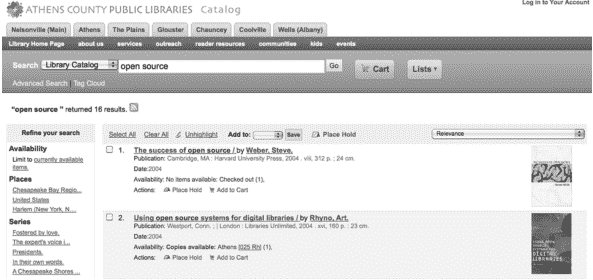 Log in to Your Account
ATHENS COUNTY PUBLIC LIBRARIES Catalog
Nelsonville (Main) Athens The Plains Glouster Chauncey Coolville Wells (Albany)
Library Home Page about us services outreach reader resources communities kids events
Search Library Catalog open source Go Cart Lists
Advanced Search | Tag Cloud
"open source " returned 16 results.
Refine your search
Availability
Limit to currently available
items.
Places
Chesapeake Bay Regio...
United States
Harlem (New York, N....
Series
Fostered by love.
The expert's voice i...
Presidents.
In their own words.
A Chesapeake Shores ...
Select All Clear All Unhighlight Add to: Save Place Hold Relevance
1. The success of open source / by Weber, Steve.
Publication: Cambridge, MA : Harvard University Press, 2004 . viii, 312 p. ; 24 cm.
Date:2004
Availability: No items available: Checked out (1),
Actions: Place Hold Add to Cart
2. Using open source systems for digital libraries / by Rhyno, Art.
Publication: Westport, Conn. ; | London : Libraries Unlimited, 2004 .xvi, 160 p. ; 23 cm.
Date:2004
Availability: Copies available: Athens [025 Rhi] (1),
Actions: Place Hold Add to Cart
DIGITAL
LIBRARIES